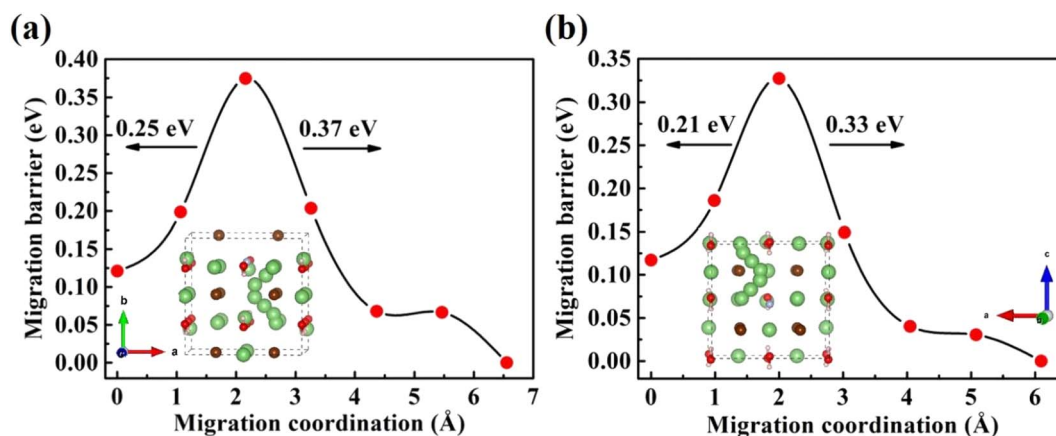 (a)
0.40
0.35
0.30
0.25
0.20
0.15
0.10
0.05
0.00
Migration barrier (eV)
0.25 eV
0.37 eV
b
a
0 1 2 3 4 5 6 7
Migration coordination (Å)
(b)
0.35
0.30
0.25
0.20
0.15
0.10
0.05
0.00
Migration barrier (eV)
0.21 eV
0.33 eV
c
a
0 1 2 3 4 5 6
Migration coordination (Å)